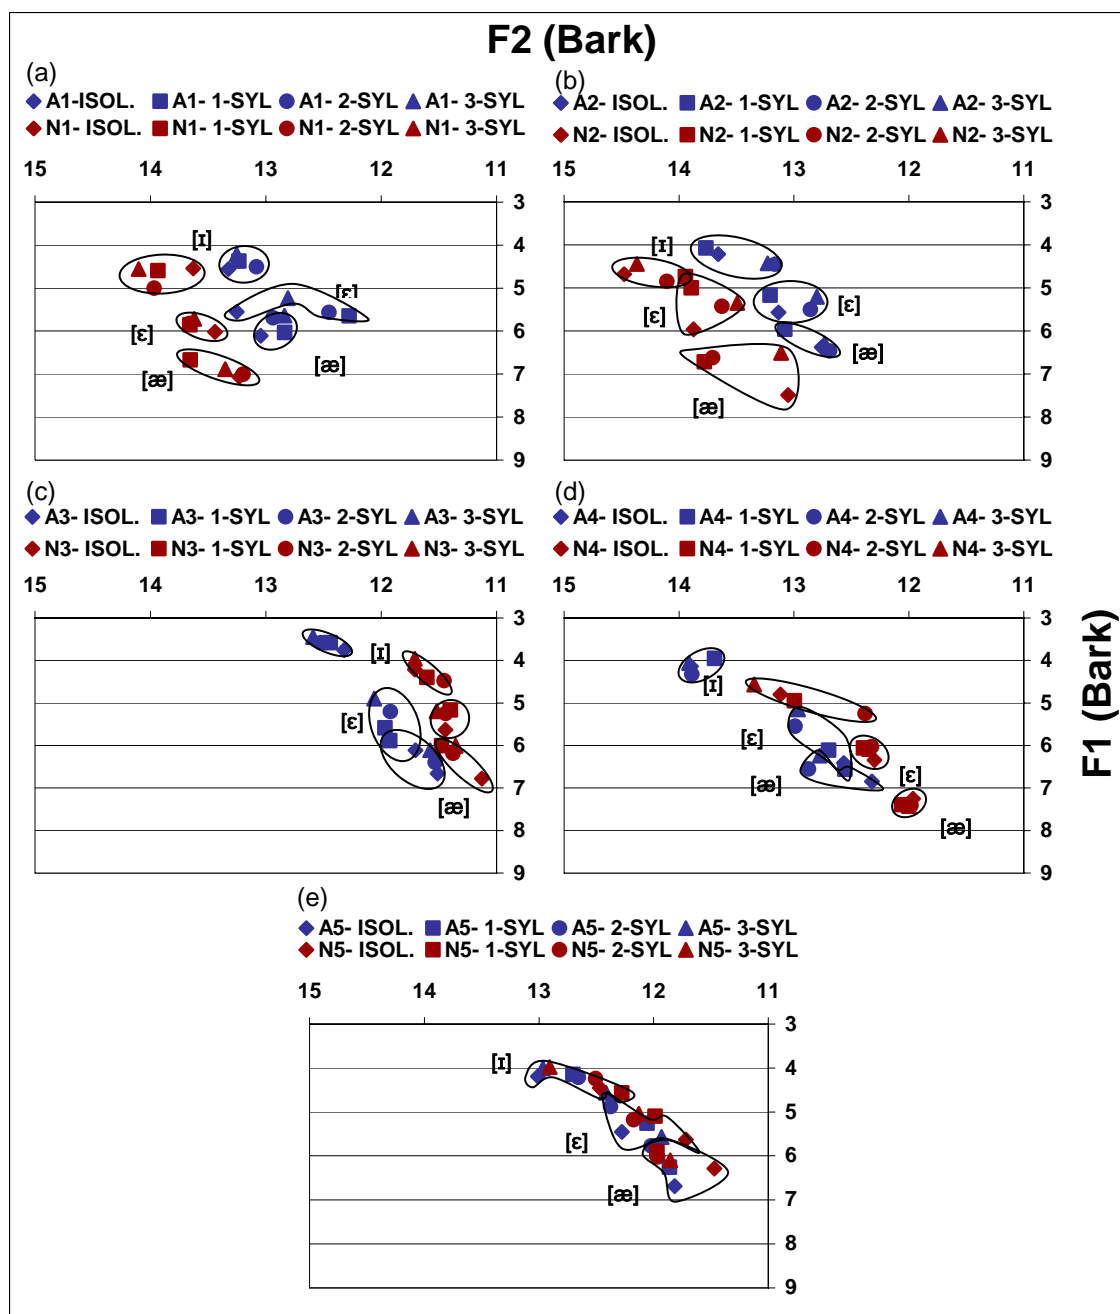 F2 (Bark)
(a)
A1-ISOL. A1- 1-SYL A1- 2-SYL A1- 3-SYL
N1- ISOL. N1- 1-SYL N1- 2-SYL N1- 3-SYL
15 14 13 12 11
3
4
5
6
7
8
9
[ɪ]
[ɛ]
[ɛ]
[æ]
[æ]
(b)
A2- ISOL. A2- 1-SYL A2- 2-SYL A2- 3-SYL
N2- ISOL. N2- 1-SYL N2- 2-SYL N2- 3-SYL
15 14 13 12 11
3
4
5
6
7
8
9
[ɪ]
[ɛ]
[ɛ]
[æ]
[æ]
(c)
A3- ISOL. A3- 1-SYL A3- 2-SYL A3- 3-SYL
N3- ISOL. N3- 1-SYL N3- 2-SYL N3- 3-SYL
15 14 13 12 11
3
4
5
6
7
8
9
[ɪ]
[ɛ]
[æ]
(d)
A4- ISOL. A4- 1-SYL A4- 2-SYL A4- 3-SYL
N4- ISOL. N4- 1-SYL N4- 2-SYL N4- 3-SYL
15 14 13 12 11
3
4
5
6
7
8
9
[ɪ]
[ɛ]
[æ]
[ɛ]
[æ]
F1 (Bark)
(e)
A5- ISOL. A5- 1-SYL A5- 2-SYL A5- 3-SYL
N5- ISOL. N5- 1-SYL N5- 2-SYL N5- 3-SYL
15 14 13 12 11
3
4
5
6
7
8
9
[ɪ]
[ɛ]
[æ]